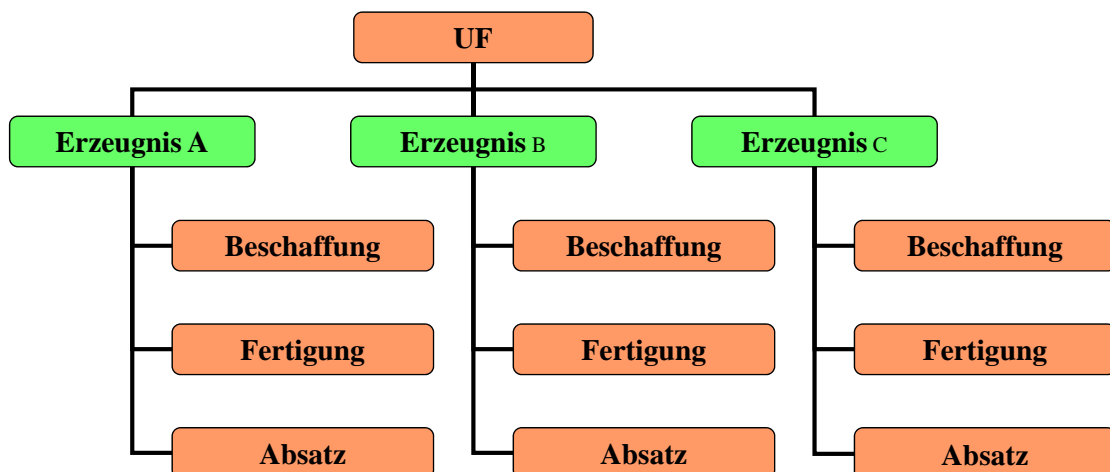 UF
Erzeugnis A
Erzeugnis B
Erzeugnis C
Beschaffung
Beschaffung
Beschaffung
Fertigung
Fertigung
Fertigung
Absatz
Absatz
Absatz